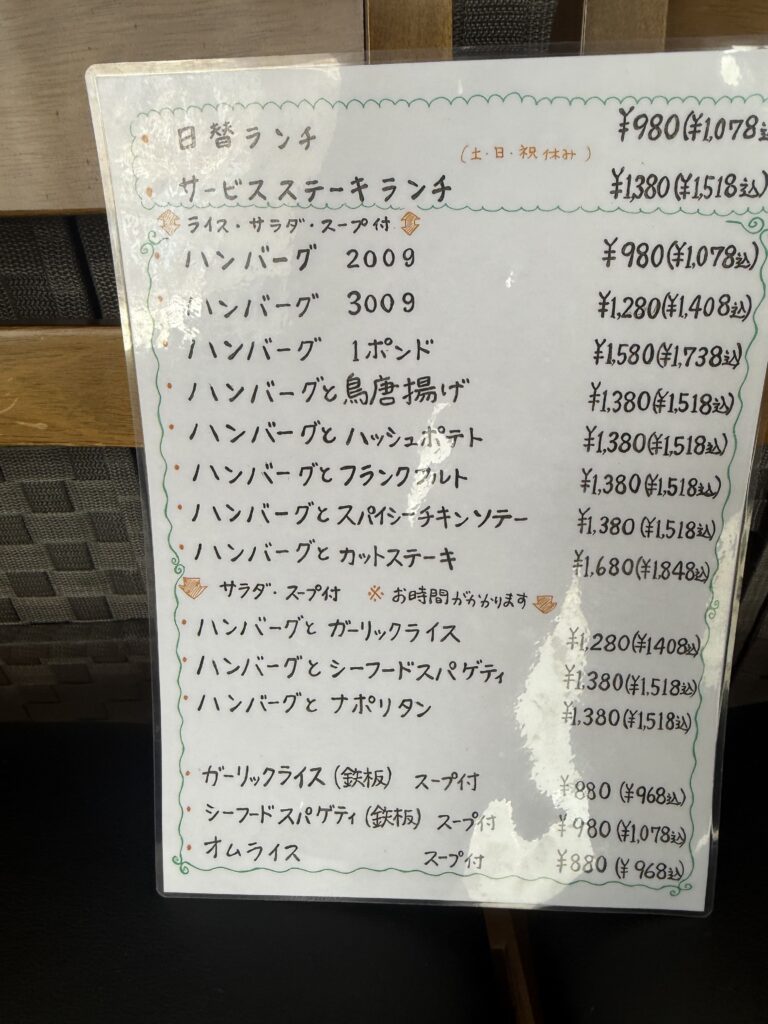 ・日替ランチ ¥980(¥1,078込
(土・日・祝休み)
・サービスステーキランチ ¥1,380(¥1,518込)
ライス・サラダ・スープ付
・ハンバーグ 200g ¥980(¥1,078込)
・ハンバーグ 300g ¥1,280(¥1,408込)
・ハンバーグ 1ポンド ¥1,580(¥1,738込)
・ハンバーグと鳥唐揚げ ¥1,380(¥1,518込)
・ハンバーグとハッシュポテト ¥1,380(¥1,518込)
・ハンバーグとフランクフルト ¥1,380(¥1,518込)
・ハンバーグとスパイシーチキンソテー ¥1,380(¥1,518込)
・ハンバーグとカットステーキ ¥1,680(¥1,848込)
サラダ・スープ付 ※お時間がかかります
・ハンバーグとガーリックライス ¥1,280(¥1408込)
・ハンバーグとシーフードスパゲティ ¥1,380(¥1,518込)
・ハンバーグとナポリタン ¥1,380(¥1,518込)
・ガーリックライス(鉄板) スープ付 ¥880(¥968込)
・シーフードスパゲティ(鉄板) スープ付 ¥980(¥1,078込)
・オムライス スープ付 ¥880(¥968込)